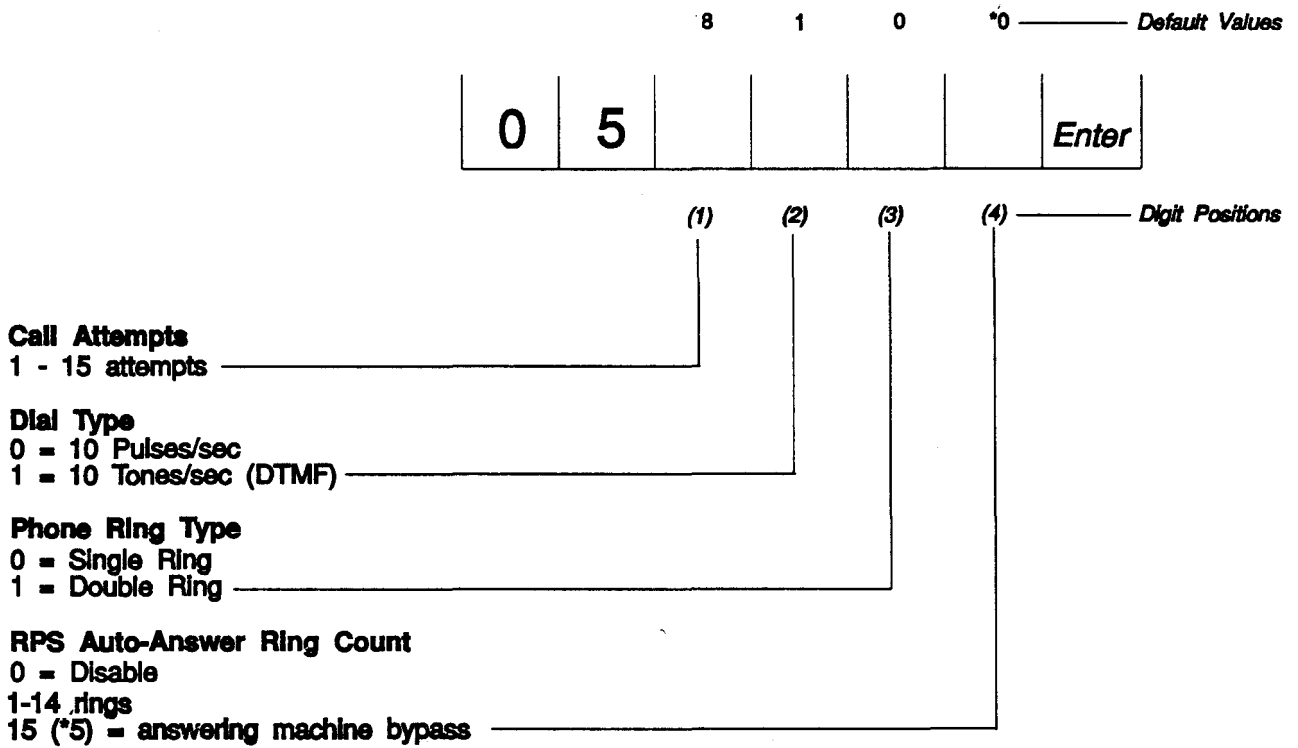 8 1 0 *0 Default Values
0 5 Enter
(1) (2) (3) (4) Digit Positions
Call Attempts
1 - 15 attempts
Dial Type
0 = 10 Pulses/sec
1 = 10 Tones/sec (DTMF)
Phone Ring Type
0 = Single Ring
1 = Double Ring
RPS Auto-Answer Ring Count
0 = Disable
1-14 rings
15 (*5) = answering machine bypass